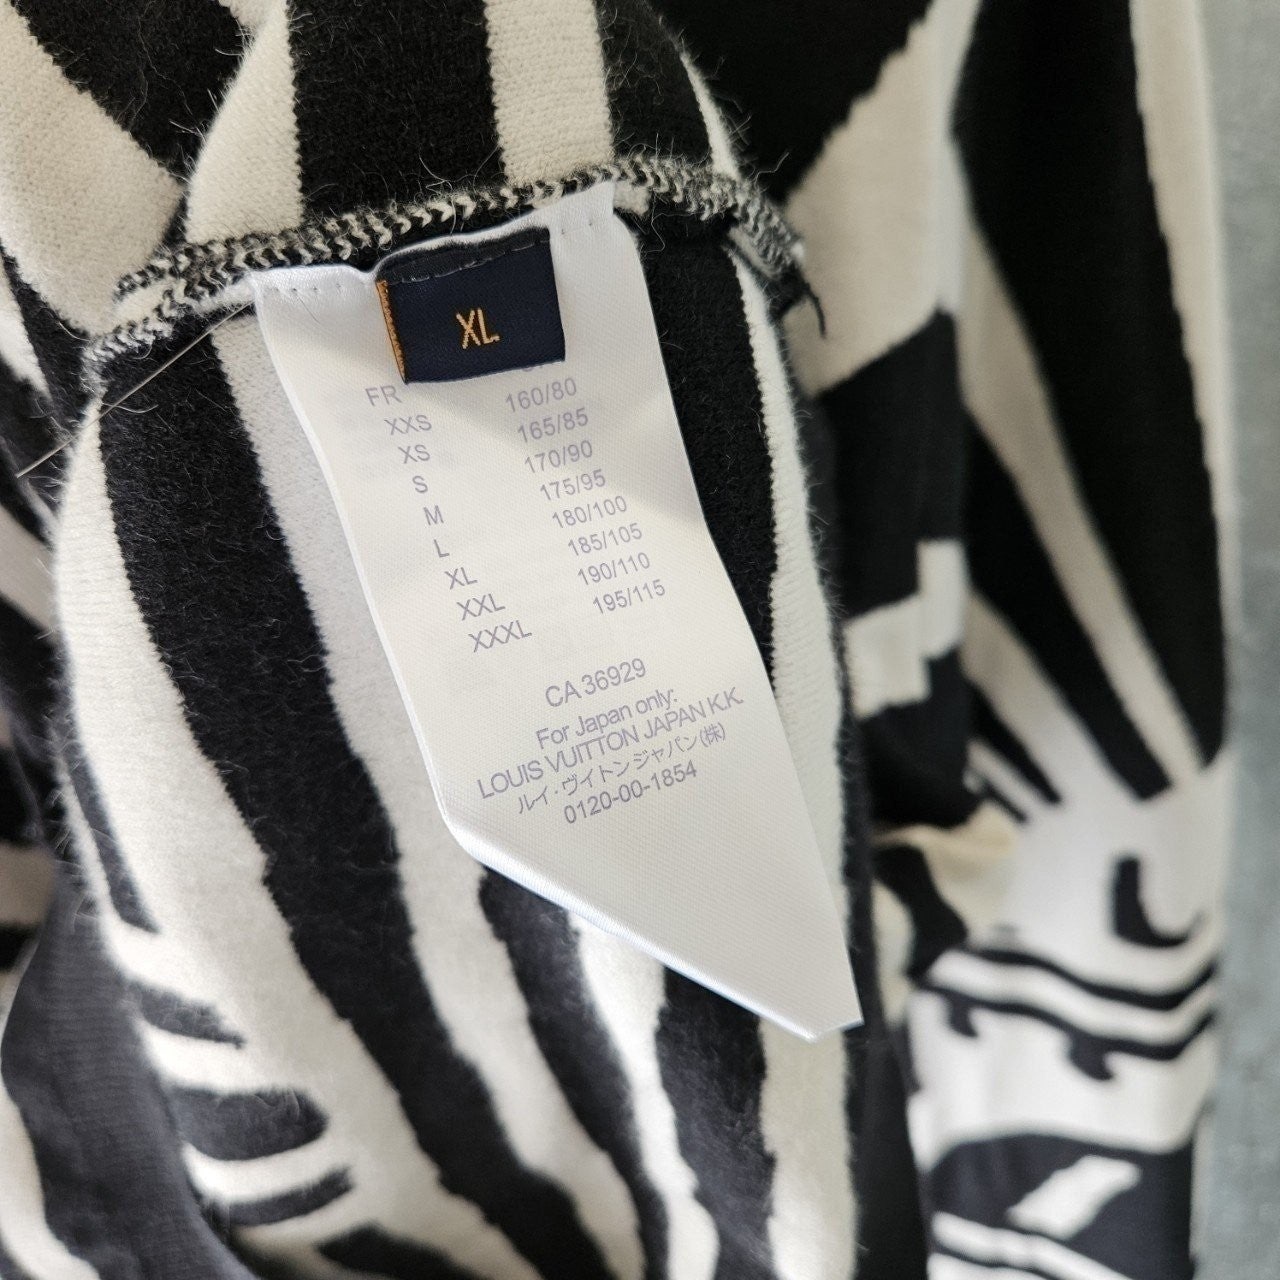 XL
FR
XXS 160/80
XS 165/85
S 170/90
M 175/95
L 180/100
XL 185/105
XXL 190/110
XXXL 195/115
CA 36929
For Japan only:
LOUIS VUITTON JAPAN K.K.
ルイ・ヴィトンジャパン(株)
0120-00-1854